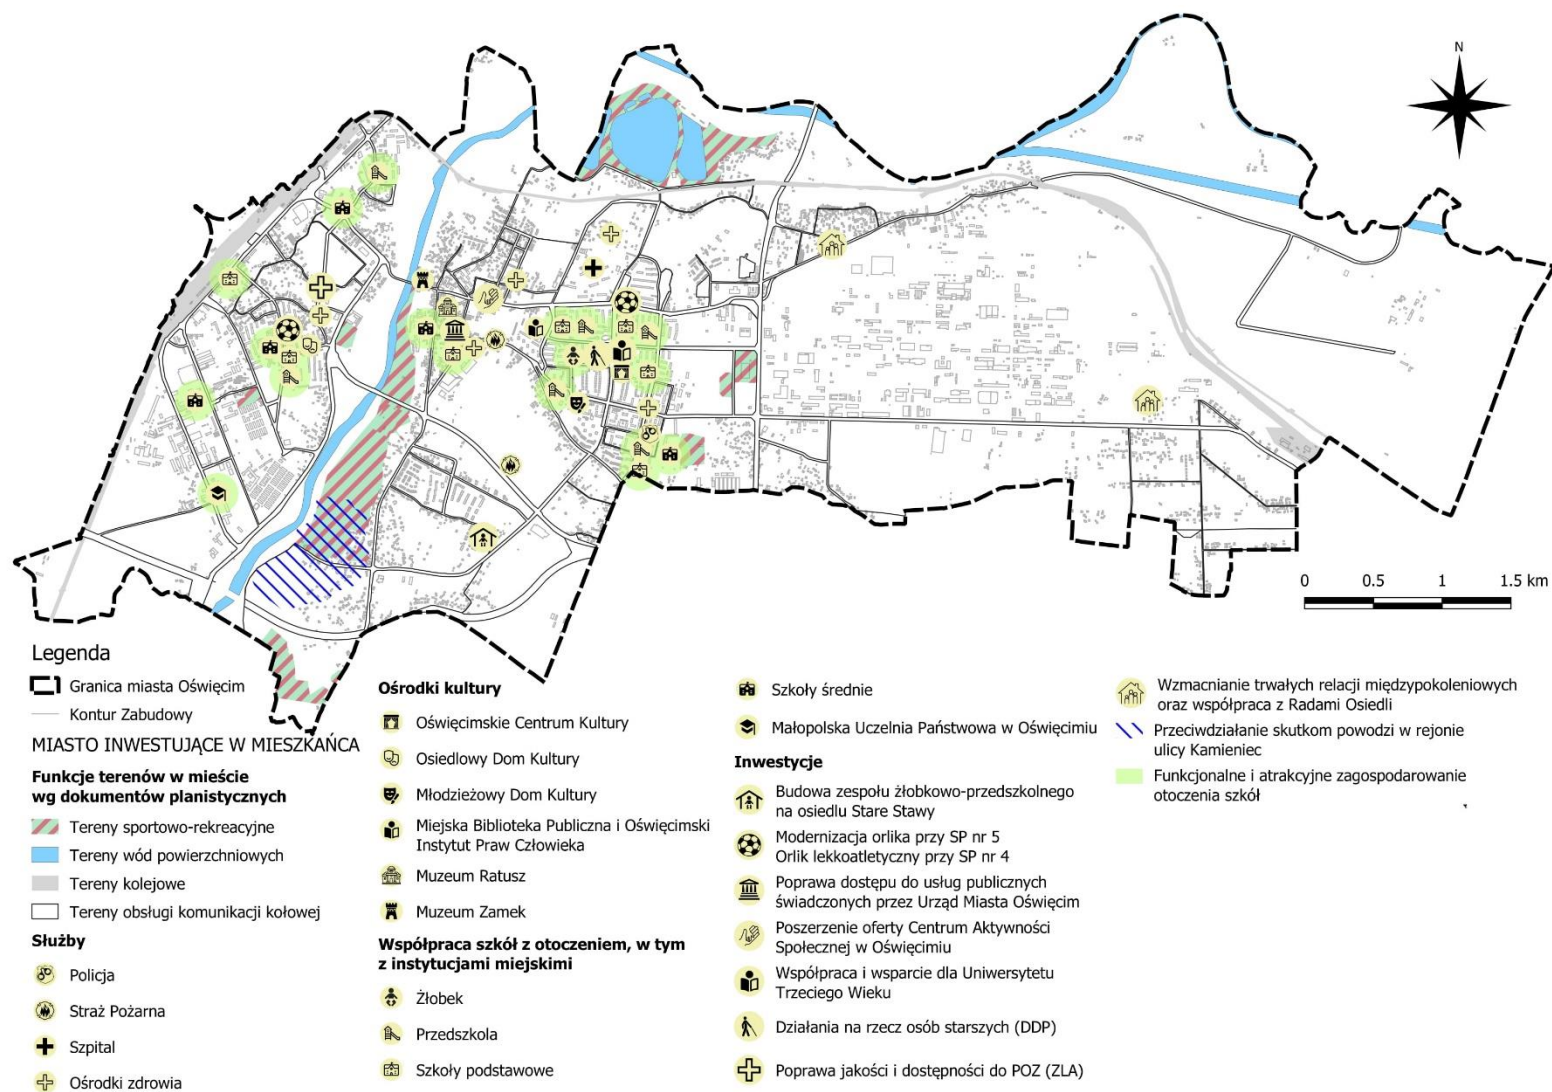 N
0 0.5 1 1.5 km
Legenda
Granica miasta Oświęcim
Kontur Zabudowy
MIASTO INWESTUJĄCE W MIESZKAŃCA
Funkcje terenów w mieście
wg dokumentów planistycznych
Tereny sportowo-rekreacyjne
Tereny wód powierzchniowych
Tereny kolejowe
Tereny obsługi komunikacji kołowej
Służby
Policja
Straż Pożarna
Szpital
Ośrodki zdrowia
Ośrodki kultury
Oświęcimskie Centrum Kultury
Osiedlowy Dom Kultury
Młodzieżowy Dom Kultury
Miejska Biblioteka Publiczna i Oświęcimski
Instytut Praw Człowieka
Muzeum Ratusz
Muzeum Zamek
Współpraca szkół z otoczeniem, w tym
z instytucjami miejskimi
Żłobek
Przedszkola
Szkoły podstawowe
Szkoły średnie
Małopolska Uczelnia Państwowa w Oświęcimiu
Inwestycje
Budowa zespołu żłobkowo-przedszkolnego
na osiedlu Stare Stawy
Modernizacja orlika przy SP nr 5
Orlik lekkoatletyczny przy SP nr 4
Poprawa dostępu do usług publicznych
świadczonych przez Urząd Miasta Oświęcim
Poszerzenie oferty Centrum Aktywności
Społecznej w Oświęcimiu
Współpraca i wsparcie dla Uniwersytetu
Trzeciego Wieku
Działania na rzecz osób starszych (DDP)
Poprawa jakości i dostępności do POZ (ZLA)
Wzmacnianie trwałych relacji międzypokoleniowych
oraz współpraca z Radami Osiedli
Przeciwdziałanie skutkom powodzi w rejonie
ulicy Kamieniec
Funkcjonalne i atrakcyjne zagospodarowanie
otoczenia szkół